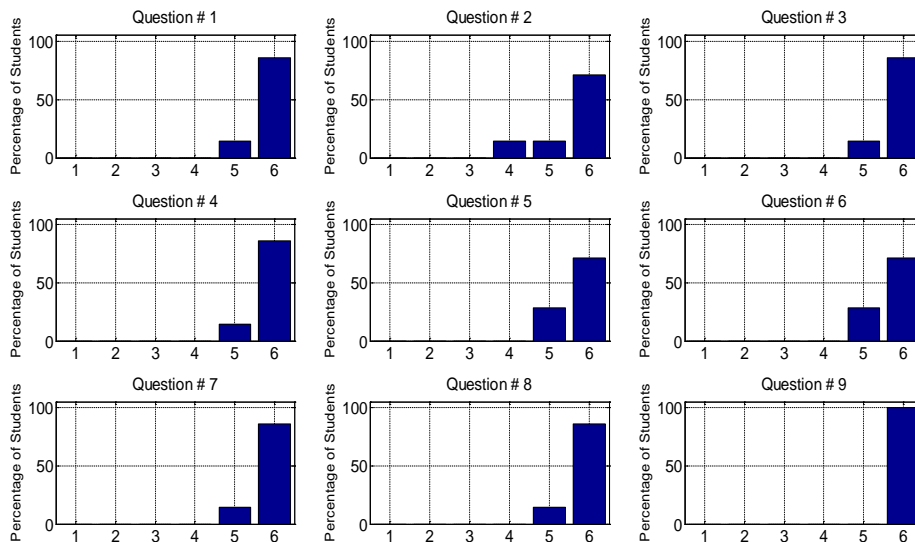 Question # 1
Percentage of Students
100
50
0
1 2 3 4 5 6
Question # 2
Percentage of Students
100
50
0
1 2 3 4 5 6
Question # 3
Percentage of Students
100
50
0
1 2 3 4 5 6
Question # 4
Percentage of Students
100
50
0
1 2 3 4 5 6
Question # 5
Percentage of Students
100
50
0
1 2 3 4 5 6
Question # 6
Percentage of Students
100
50
0
1 2 3 4 5 6
Question # 7
Percentage of Students
100
50
0
1 2 3 4 5 6
Question # 8
Percentage of Students
100
50
0
1 2 3 4 5 6
Question # 9
Percentage of Students
100
50
0
1 2 3 4 5 6